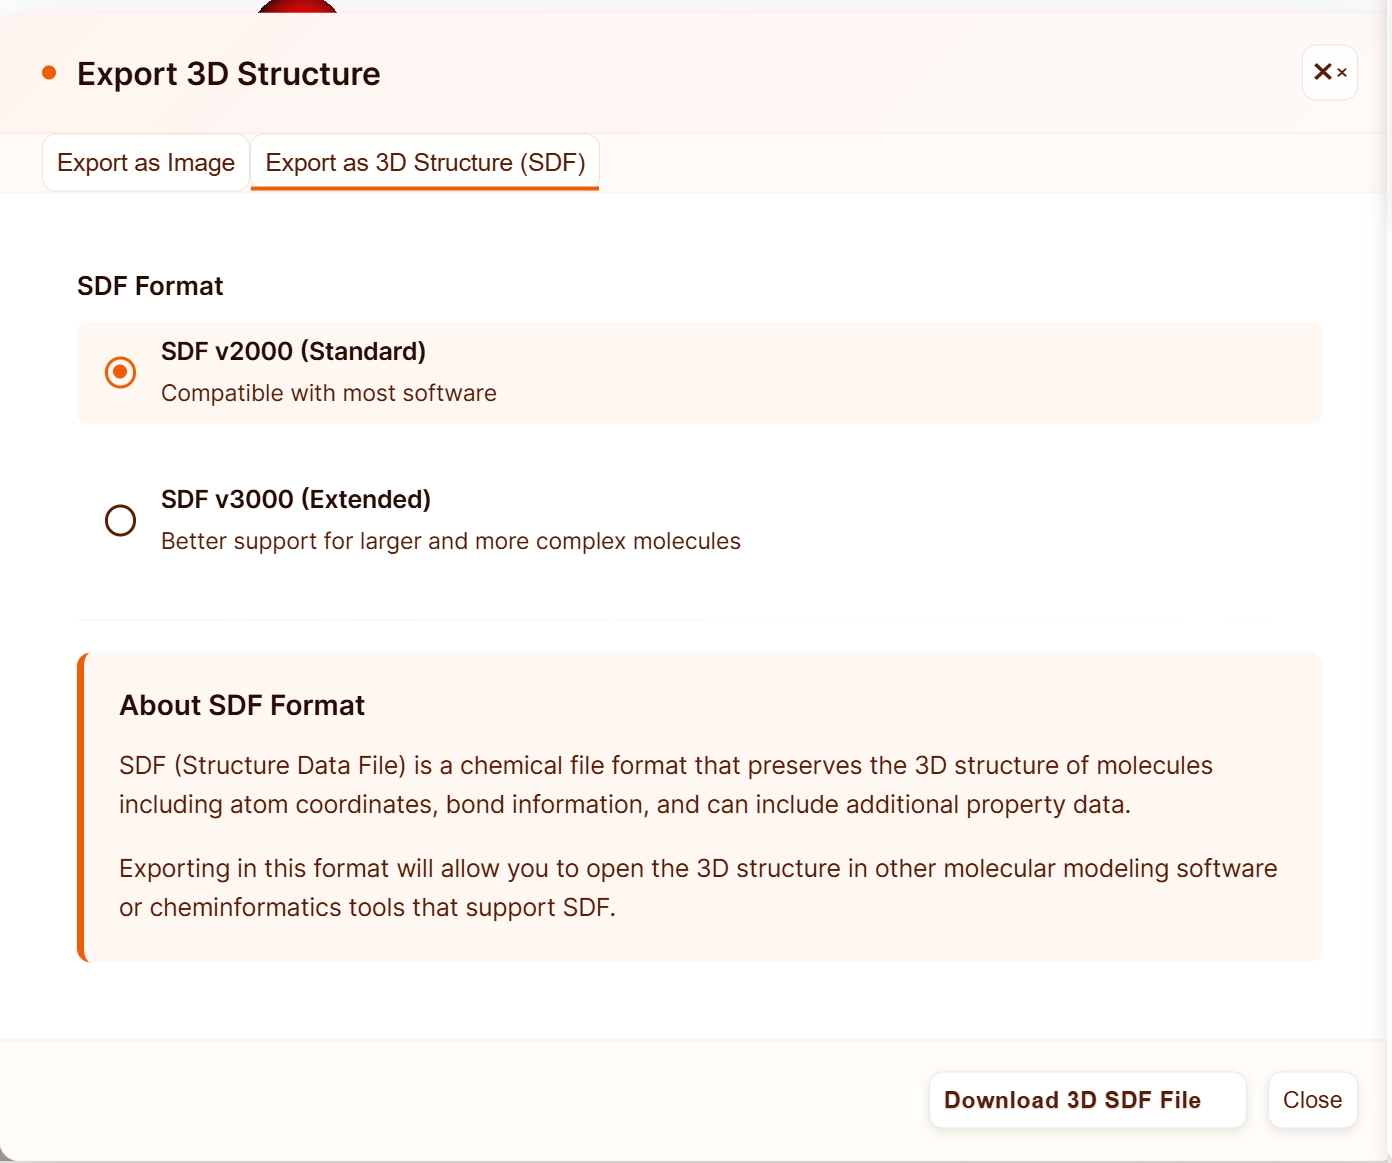 Export 3D Structure
✕ ×
Export as Image
Export as 3D Structure (SDF)
SDF Format
SDF v2000 (Standard)
Compatible with most software
SDF v3000 (Extended)
Better support for larger and more complex molecules
About SDF Format
SDF (Structure Data File) is a chemical file format that preserves the 3D structure of molecules
including atom coordinates, bond information, and can include additional property data.
Exporting in this format will allow you to open the 3D structure in other molecular modeling software
or cheminformatics tools that support SDF.
Download 3D SDF File
Close